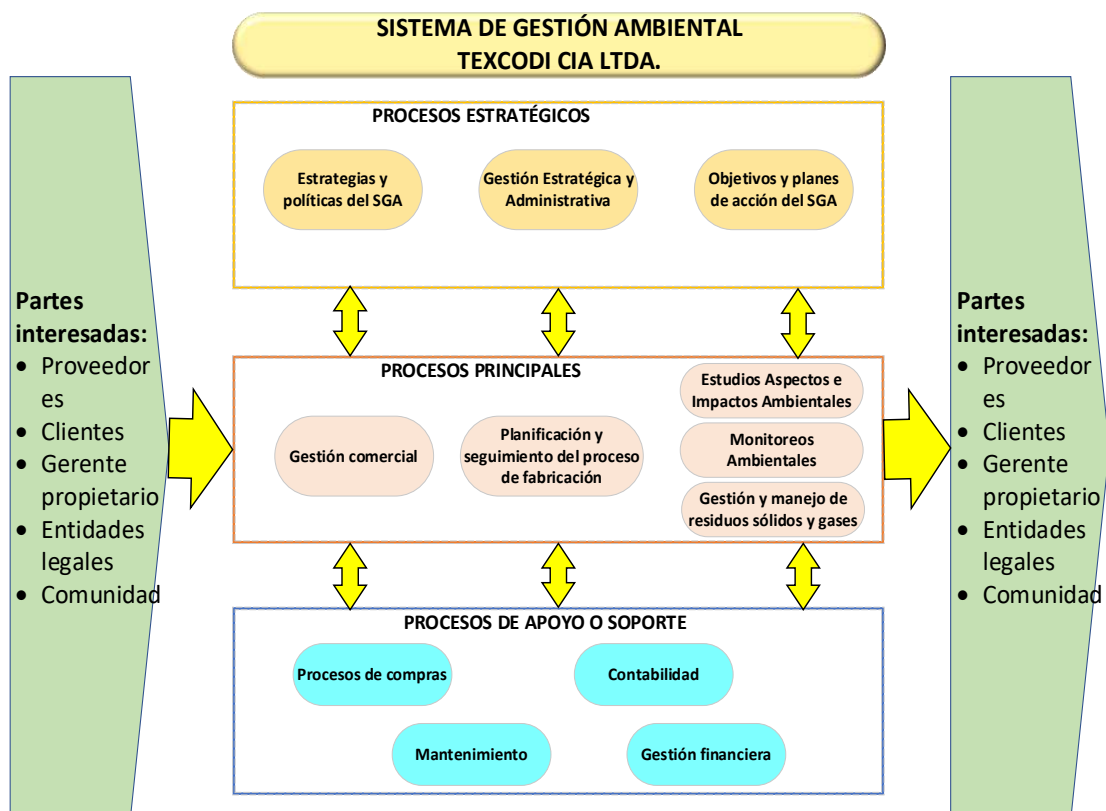 SISTEMA DE GESTIÓN AMBIENTAL
TEXCODI CIA LTDA.
Partes
interesadas:
• Proveedor
es
• Clientes
• Gerente
propietario
• Entidades
legales
• Comunidad
PROCESOS ESTRATÉGICOS
Estrategias y
políticas del SGA
Gestión Estratégica y
Administrativa
Objetivos y planes
de acción del SGA
PROCESOS PRINCIPALES
Gestión comercial
Planificación y
seguimiento del proceso
de fabricación
Estudios Aspectos e
Impactos Ambientales
Monitoreos
Ambientales
Gestión y manejo de
residuos sólidos y gases
PROCESOS DE APOYO O SOPORTE
Procesos de compras
Contabilidad
Mantenimiento
Gestión financiera
Partes
interesadas:
• Proveedor
es
• Clientes
• Gerente
propietario
• Entidades
legales
• Comunidad